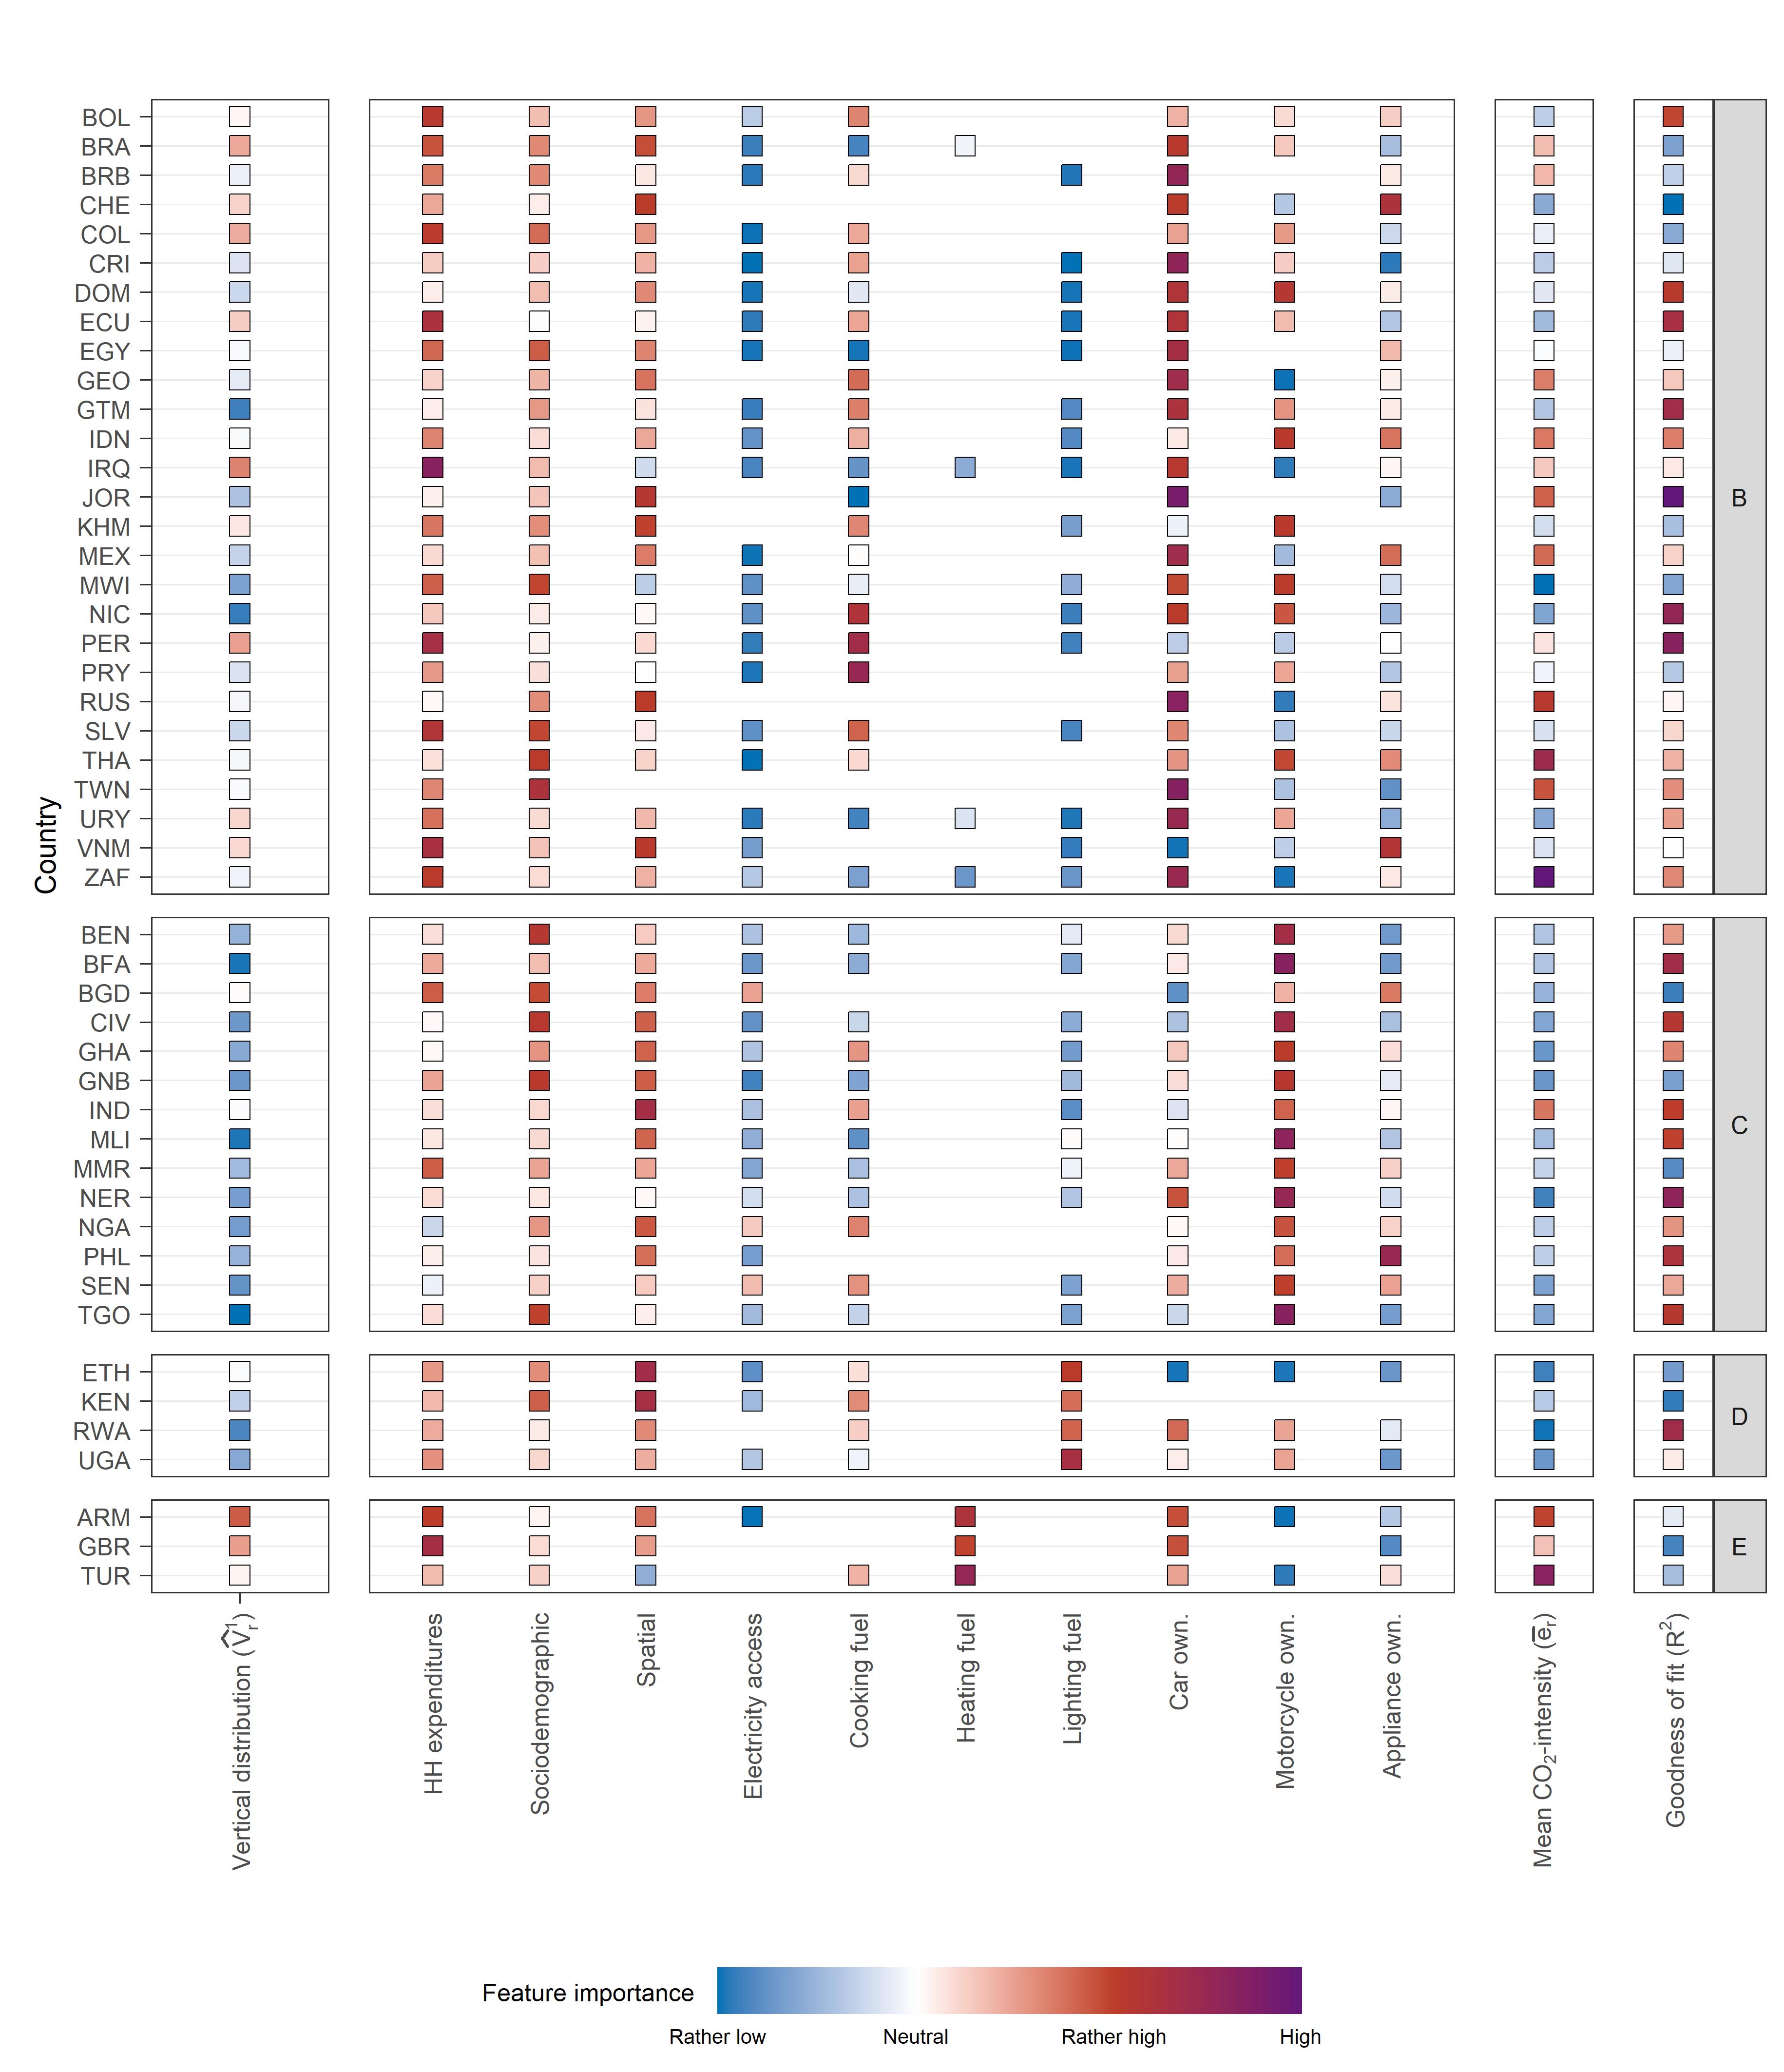 BOL
BRA
BRB
CHE
COL
CRI
DOM
ECU
EGY
GEO
GTM
IDN
IRQ
JOR
KHM
MEX
MWI
NIC
PER
PRY
RUS
SLV
THA
TWN
URY
VNM
ZAF
B
BEN
BFA
BGD
CIV
GHA
GNB
IND
MLI
MMR
NER
NGA
PHL
SEN
TGO
C
ETH
KEN
RWA
UGA
D
ARM
GBR
TUR
E
Country
Vertical distribution (V̂r¹)
HH expenditures
Sociodemographic
Spatial
Electricity access
Cooking fuel
Heating fuel
Lighting fuel
Car own.
Motorcycle own.
Appliance own.
Mean CO₂-intensity (e̅r)
Goodness of fit (R²)
Feature importance
Rather low Neutral Rather high High